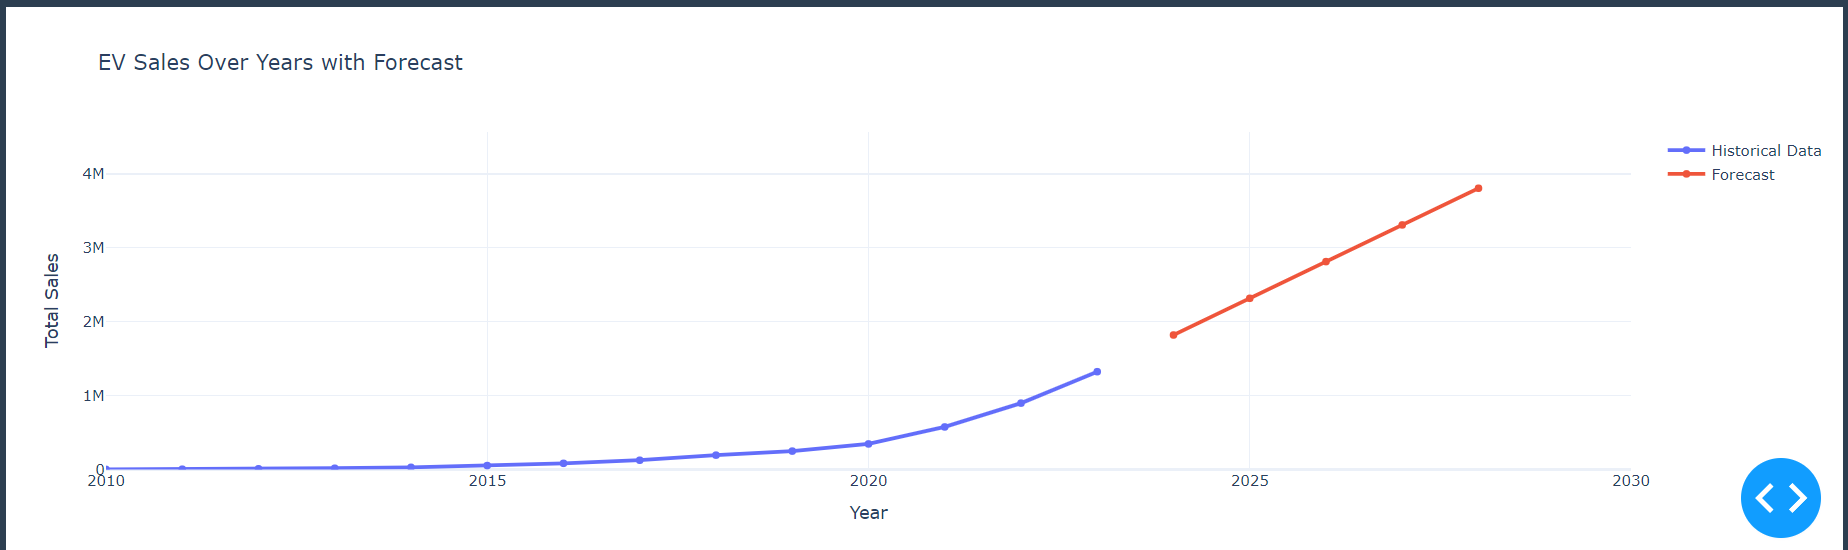 EV Sales Over Years with Forecast
Historical Data
Forecast
4M
3M
2M
1M
0
Total Sales
2010
2015
2020
2025
2030
Year